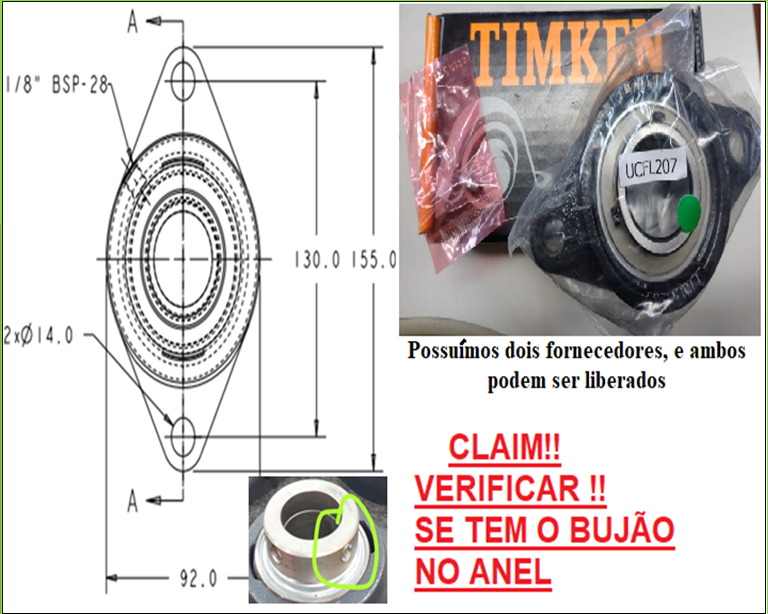 A
1/8" BSP-28
130.0
155.0
2xØ14.0
A
92.0
TIMKEN
UCFL207
Possuímos dois fornecedores, e ambos
podem ser liberados
CLAIM!!
VERIFICAR !!
SE TEM O BUJÃO
NO ANEL